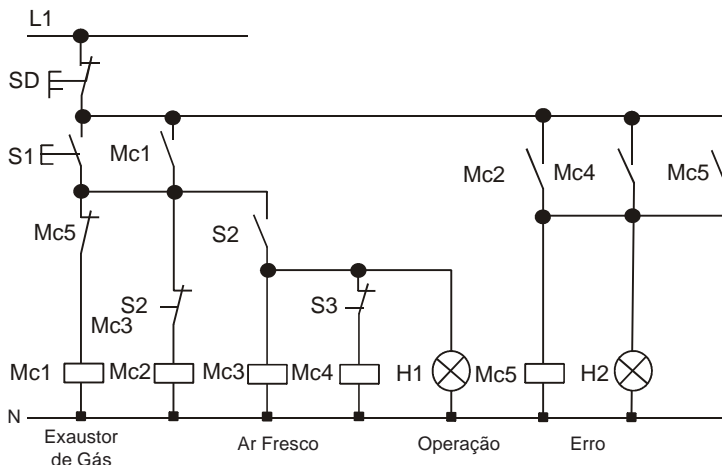 L1
SD
S1
Mc1
Mc2
Mc4
Mc5
Mc5
S2
S2
Mc3
S3
Mc1
Mc2
Mc3
Mc4
H1
Mc5
H2
N
Exaustor
de Gás
Ar Fresco
Operação
Erro